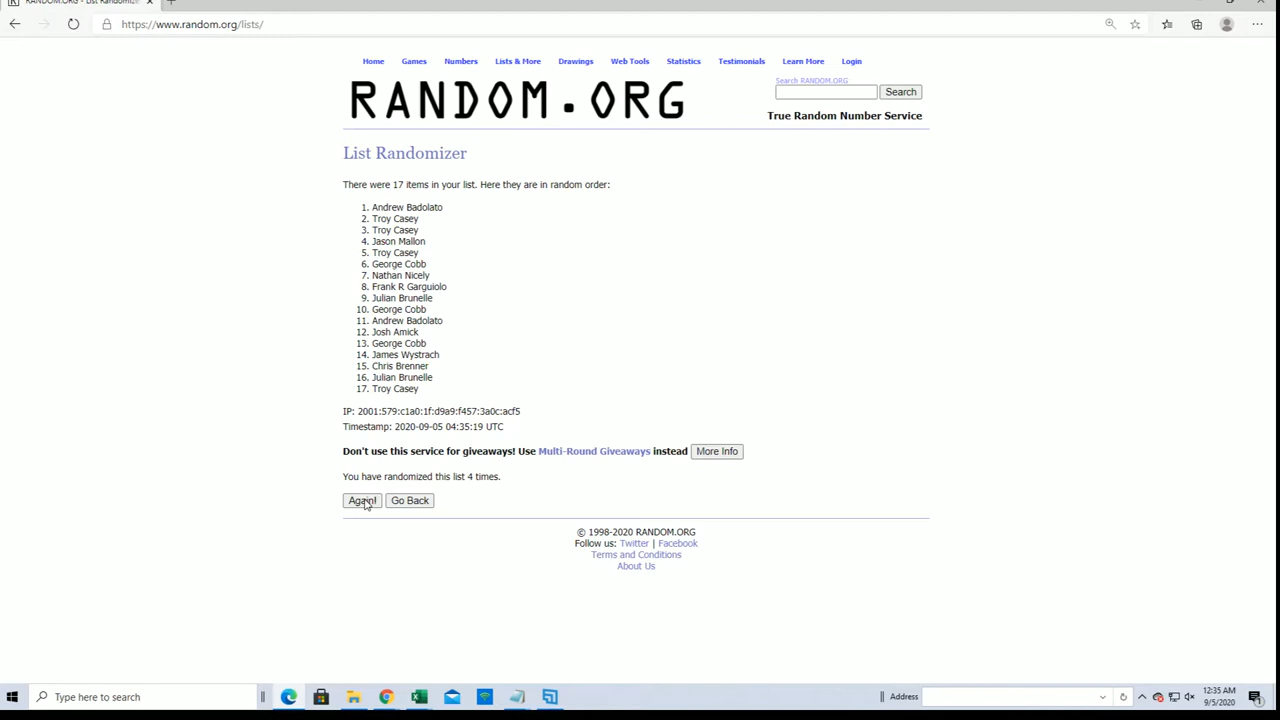 RANDOM.ORG - List Randomizer
https://www.random.org/lists/
Home Games Numbers Lists & More Drawings Web Tools Statistics Testimonials Learn More Login
RANDOM.ORG
Search RANDOM.ORG
Search
True Random Number Service
List Randomizer
There were 17 items in your list. Here they are in random order:
1. Andrew Badolato
2. Troy Casey
3. Troy Casey
4. Jason Mallon
5. Troy Casey
6. George Cobb
7. Nathan Nicely
8. Frank R Garguiolo
9. Julian Brunelle
10. George Cobb
11. Andrew Badolato
12. Josh Amick
13. George Cobb
14. James Wystrach
15. Chris Brenner
16. Julian Brunelle
17. Troy Casey
IP: 2001:579:c1a0:1f:d9a9:f457:3a0c:acf5
Timestamp: 2020-09-05 04:35:19 UTC
Don't use this service for giveaways! Use Multi-Round Giveaways instead More Info
You have randomized this list 4 times.
Again! Go Back
© 1998-2020 RANDOM.ORG
Follow us: Twitter | Facebook
Terms and Conditions
About Us
Type here to search
Address
12:35 AM
9/5/2020